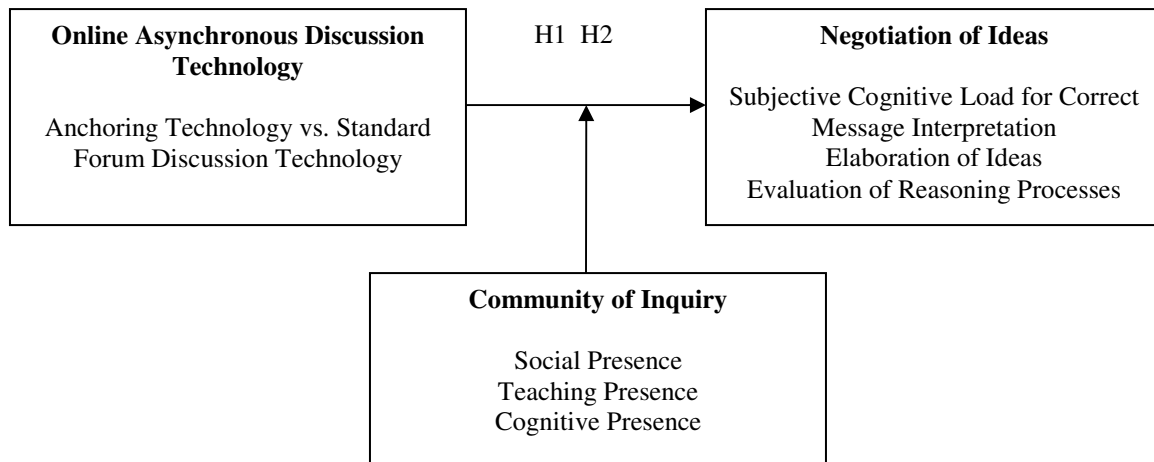 Online Asynchronous Discussion
Technology
Anchoring Technology vs. Standard
Forum Discussion Technology
H1 H2
Negotiation of Ideas
Subjective Cognitive Load for Correct
Message Interpretation
Elaboration of Ideas
Evaluation of Reasoning Processes
Community of Inquiry
Social Presence
Teaching Presence
Cognitive Presence